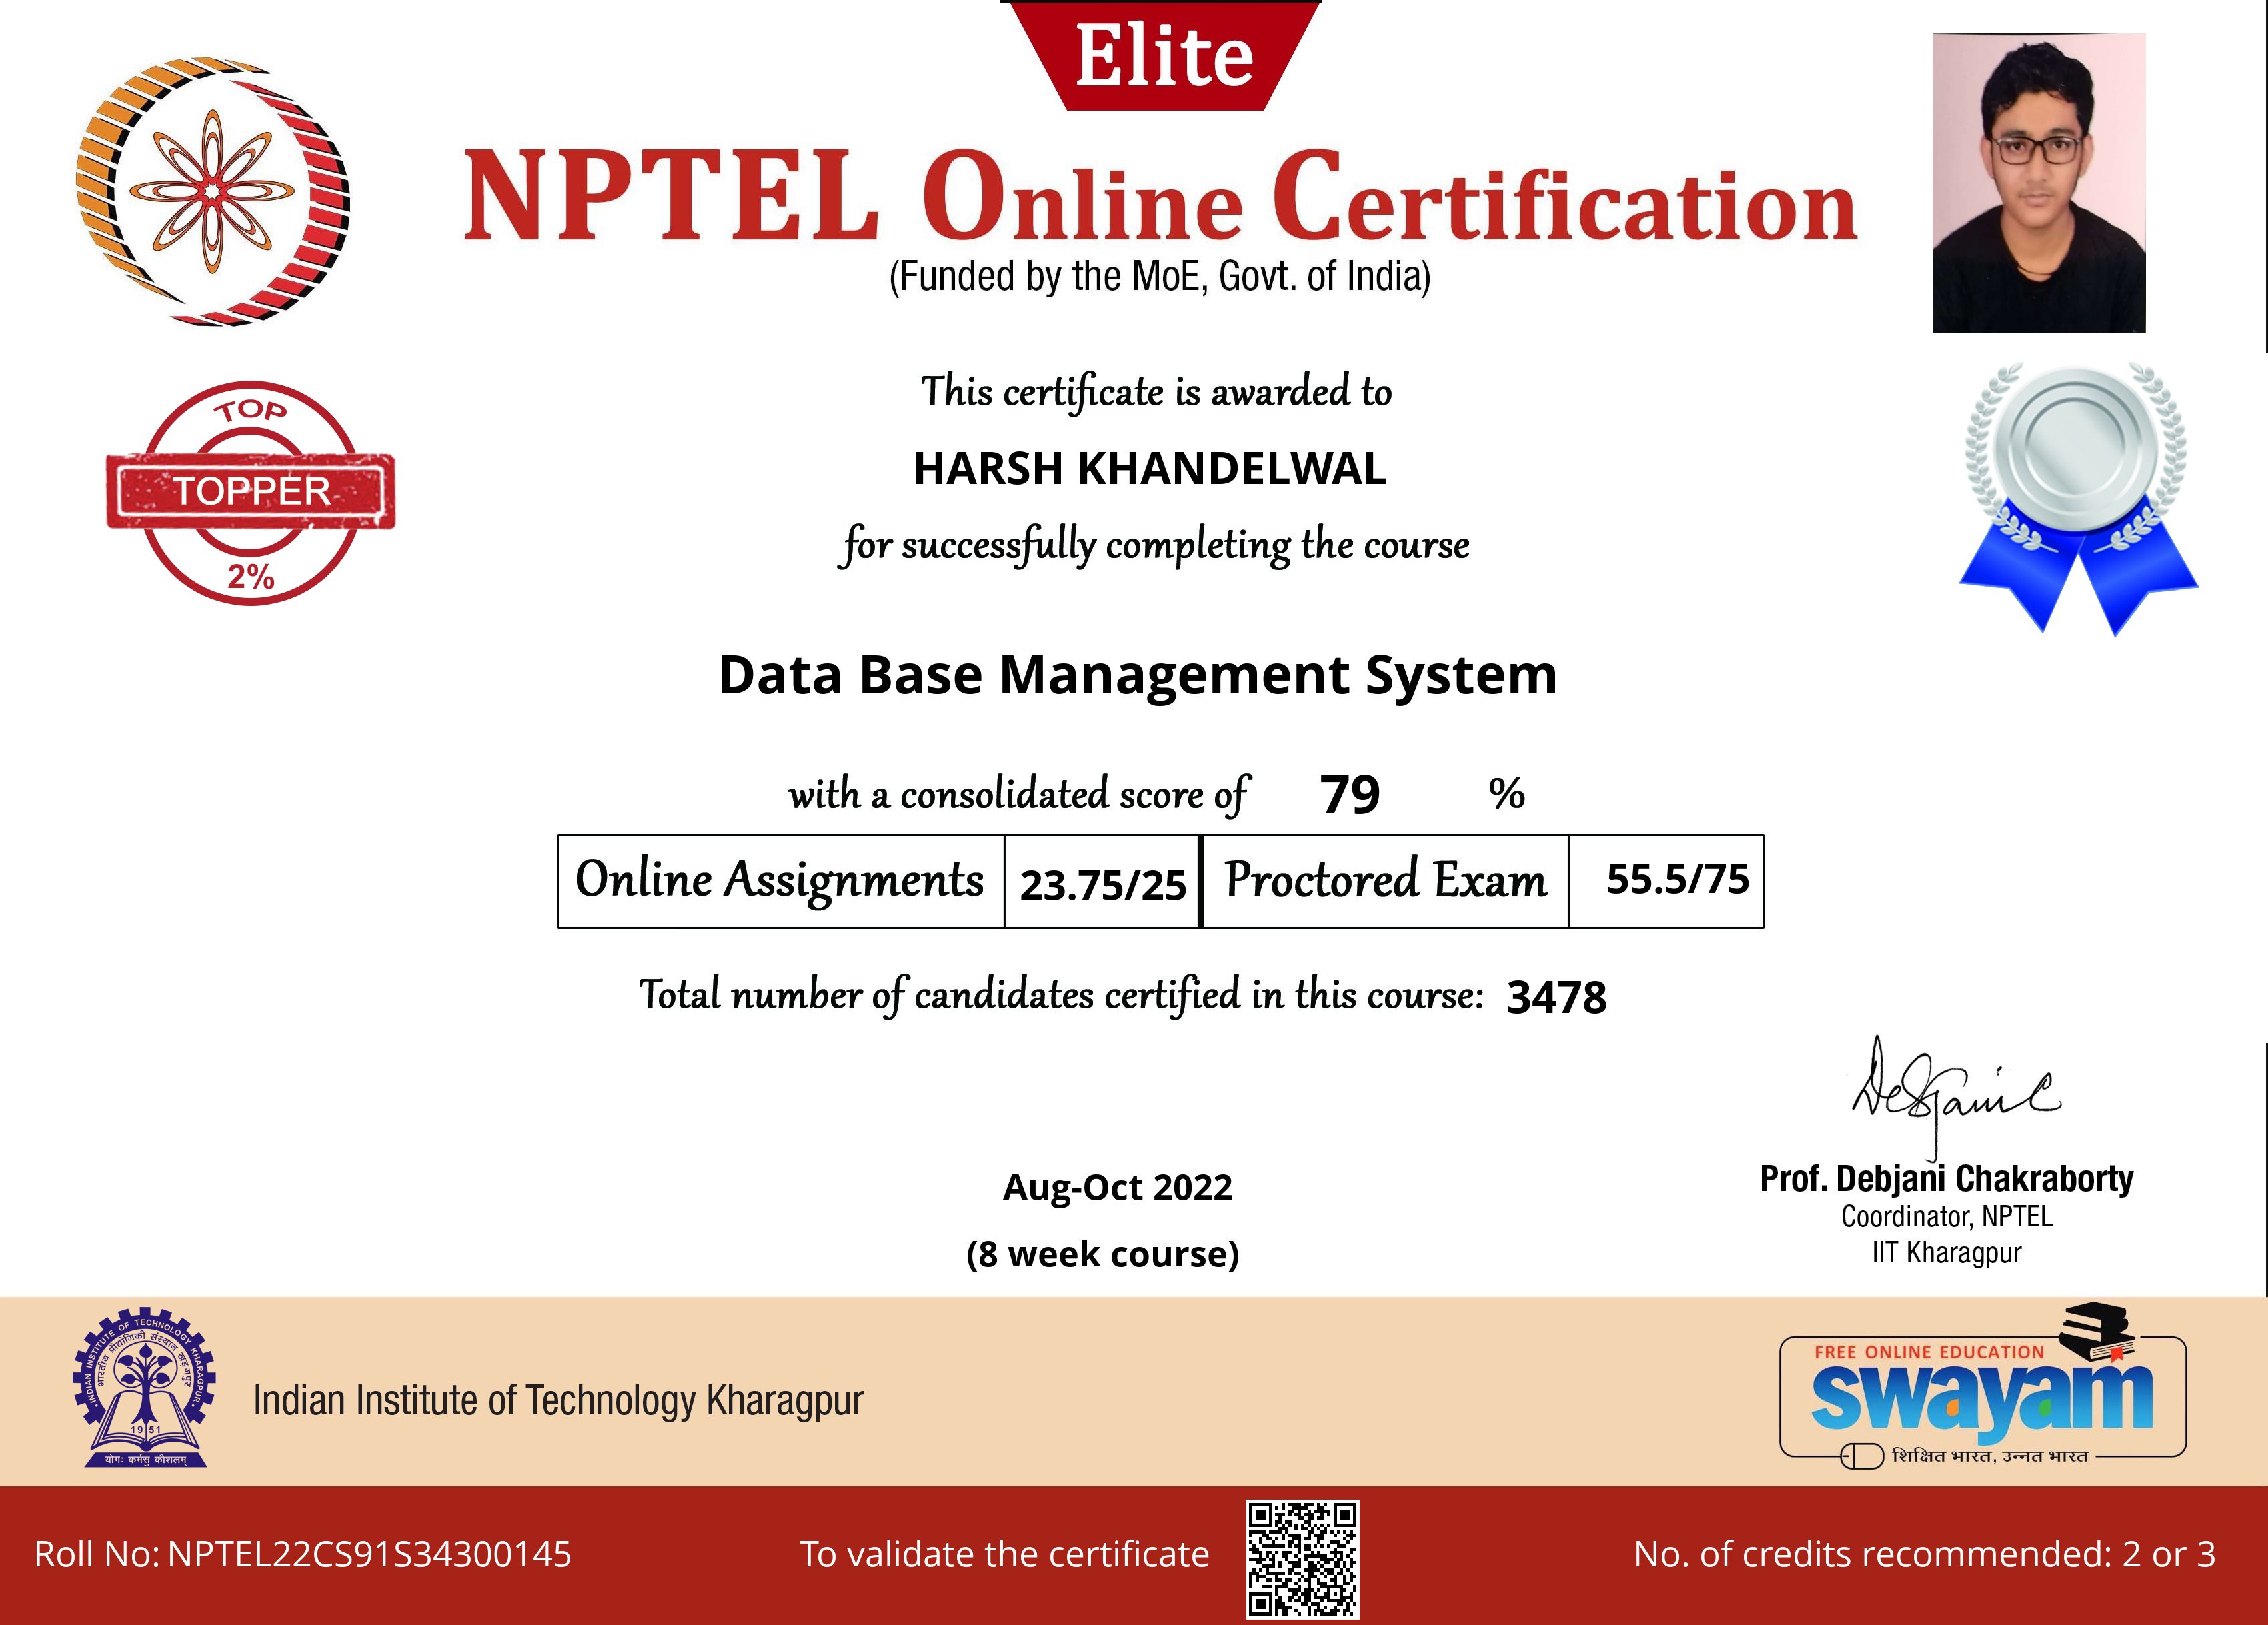 Elite
NPTEL Online Certification
(Funded by the MoE, Govt. of India)
This certificate is awarded to
HARSH KHANDELWAL
for successfully completing the course
TOP
TOPPER
2%
Data Base Management System
with a consolidated score of 79 %
Online Assignments 23.75/25 Proctored Exam 55.5/75
Total number of candidates certified in this course: 3478
Debjani C
Aug-Oct 2022
(8 week course)
Prof. Debjani Chakraborty
Coordinator, NPTEL
IIT Kharagpur
INDIAN INSTITUTE OF TECHNOLOGY KHARAGPUR
भारतीय प्रौद्योगिकी संस्थान खड़गपुर
1951
योगः कर्मसु कौशलम्
Indian Institute of Technology Kharagpur
FREE ONLINE EDUCATION
swayam
शिक्षित भारत, उन्नत भारत
Roll No: NPTEL22CS91S34300145
To validate the certificate
No. of credits recommended: 2 or 3